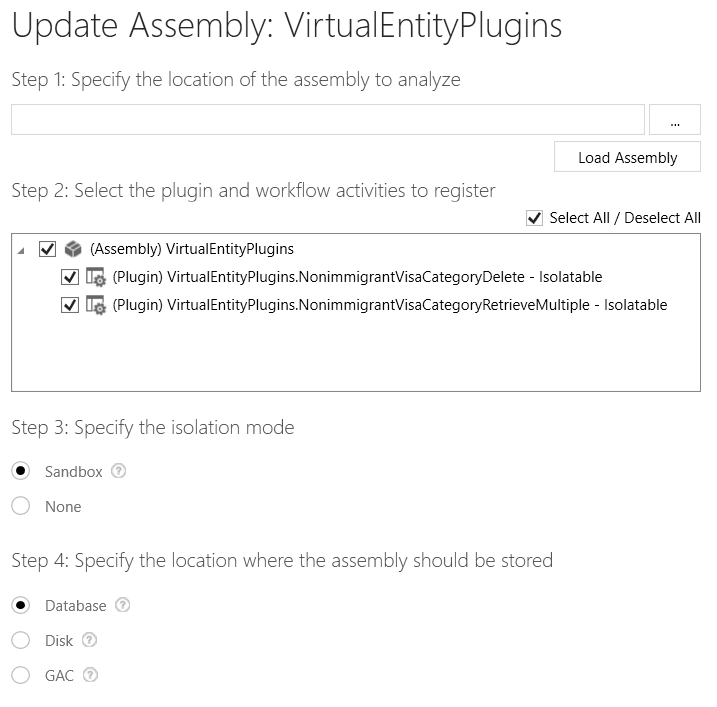 Update Assembly: VirtualEntityPlugins
Step 1: Specify the location of the assembly to analyze
...
Load Assembly
Step 2: Select the plugin and workflow activities to register
Select All / Deselect All
(Assembly) VirtualEntityPlugins
(Plugin) VirtualEntityPlugins.NonimmigrantVisaCategoryDelete - Isolatable
(Plugin) VirtualEntityPlugins.NonimmigrantVisaCategoryRetrieveMultiple - Isolatable
Step 3: Specify the isolation mode
Sandbox ?
None
Step 4: Specify the location where the assembly should be stored
Database ?
Disk ?
GAC ?